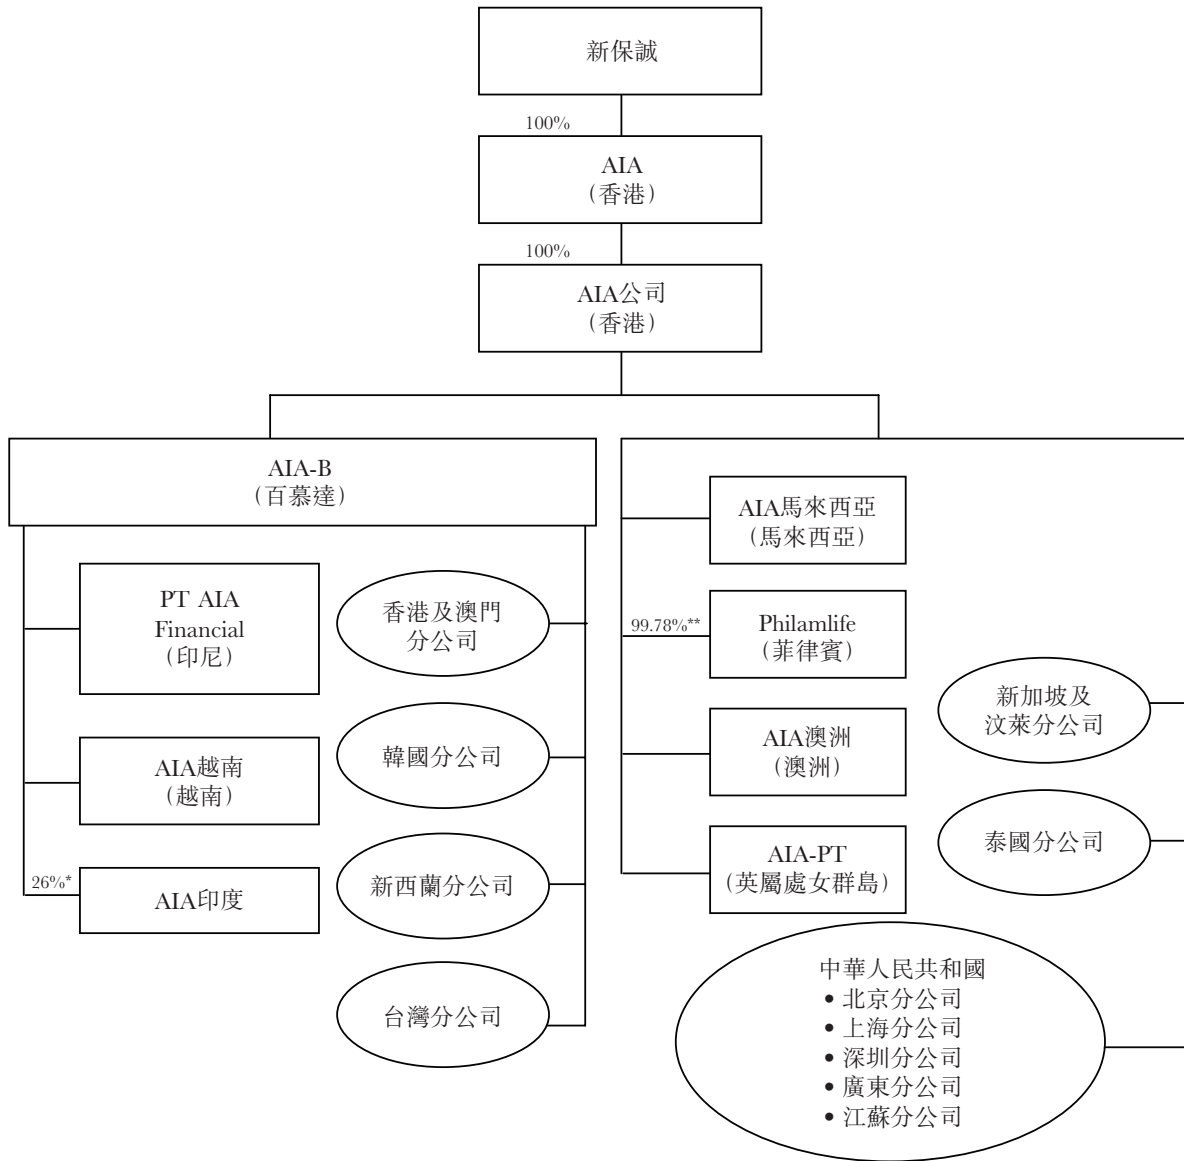 新保誠
100%
AIA
（香港）
100%
AIA公司
（香港）
AIA-B
（百慕達）
PT AIA
Financial
（印尼）
香港及澳門
分公司
AIA越南
（越南）
韓國分公司
26%*
AIA印度
新西蘭分公司
台灣分公司
AIA馬來西亞
（馬來西亞）
99.78%**
Philamlife
（菲律賓）
新加坡及
汶萊分公司
AIA澳洲
（澳洲）
泰國分公司
AIA-PT
（英屬處女群島）
中華人民共和國
• 北京分公司
• 上海分公司
• 深圳分公司
• 廣東分公司
• 江蘇分公司